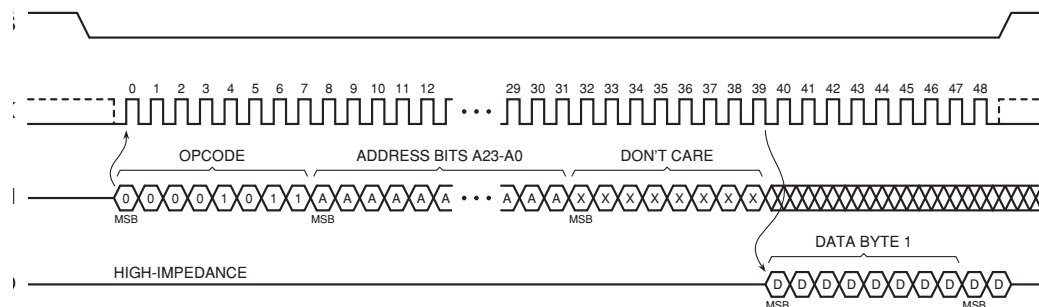 0 1 2 3 4 5 6 7 8 9 10 11 12 29 30 31 32 33 34 35 36 37 38 39 40 41 42 43 44 45 46 47 48
OPCODE ADDRESS BITS A23-A0 DON'T CARE
0 0 0 0 1 0 1 1 A A A A A A A A A X X X X X X X X
MSB MSB MSB
DATA BYTE 1
HIGH-IMPEDANCE
D D D D D D D D D D
MSB MSB